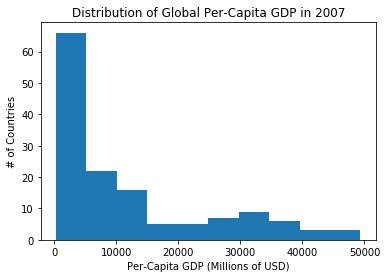 Distribution of Global Per-Capita GDP in 2007
# of Countries
60
50
40
30
20
10
0
0 10000 20000 30000 40000 50000
Per-Capita GDP (Millions of USD)